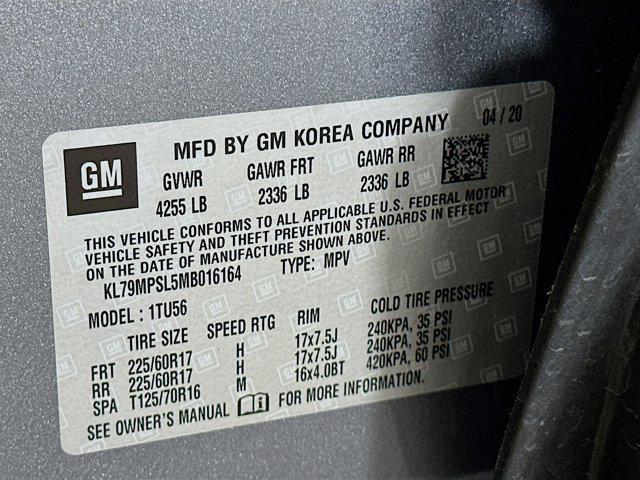 04 / 20
MFD BY GM KOREA COMPANY
GM
GVWR GAWR FRT GAWR RR
4255 LB 2336 LB 2336 LB
THIS VEHICLE CONFORMS TO ALL APPLICABLE U.S. FEDERAL MOTOR
VEHICLE SAFETY AND THEFT PREVENTION STANDARDS IN EFFECT
ON THE DATE OF MANUFACTURE SHOWN ABOVE.
KL79MPSL5MB016164 TYPE: MPV
MODEL : 1TU56
TIRE SIZE SPEED RTG RIM COLD TIRE PRESSURE
FRT 225/60R17 H 17x7.5J 240KPA, 35 PSI
RR 225/60R17 H 17x7.5J 240KPA, 35 PSI
SPA T125/70R16 M 16x4.0BT 420KPA, 60 PSI
SEE OWNER'S MANUAL FOR MORE INFORMATION.